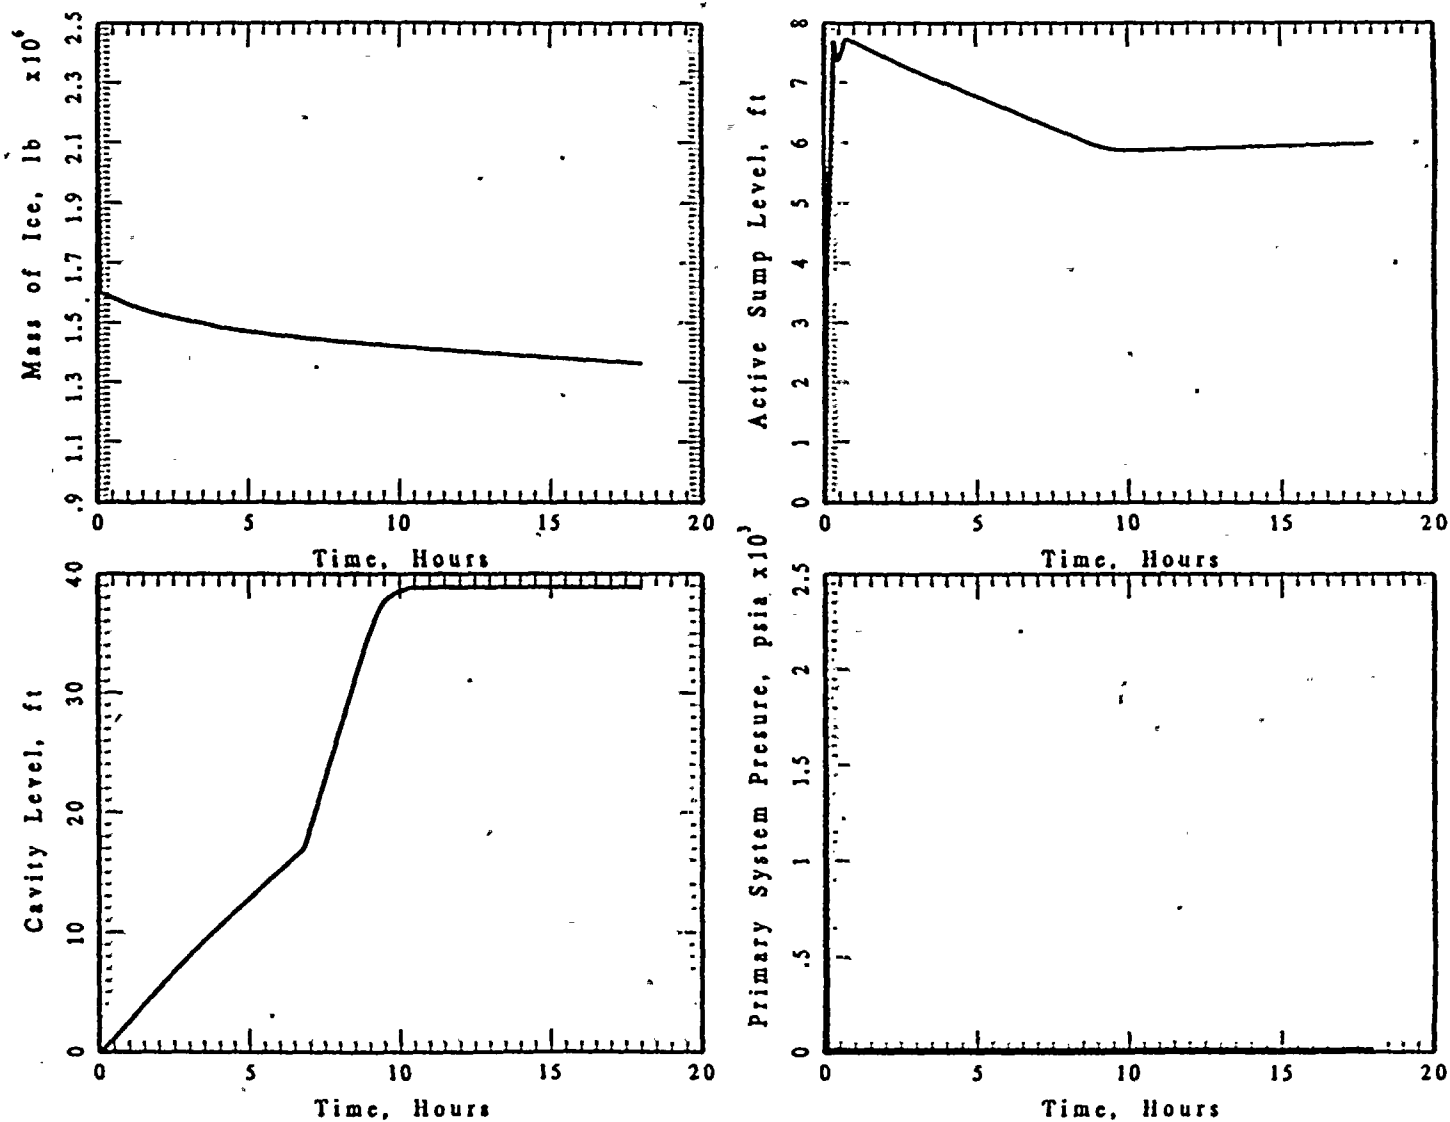 Mass of Ice, lb x10⁶
2.5
2.3
2.1
1.9
1.7
1.5
1.3
1.1
.9
0 5 10 15 20
Time, Hours
Active Sump Level, ft
8
7
6
5
4
3
2
1
0
0 5 10 15 20
Time, Hours
Cavity Level, ft
40
30
20
10
0
0 5 10 15 20
Time, Hours
Primary System Presure, psia x10³
2.5
2
1.5
1
.5
0
0 5 10 15 20
Time, Hours